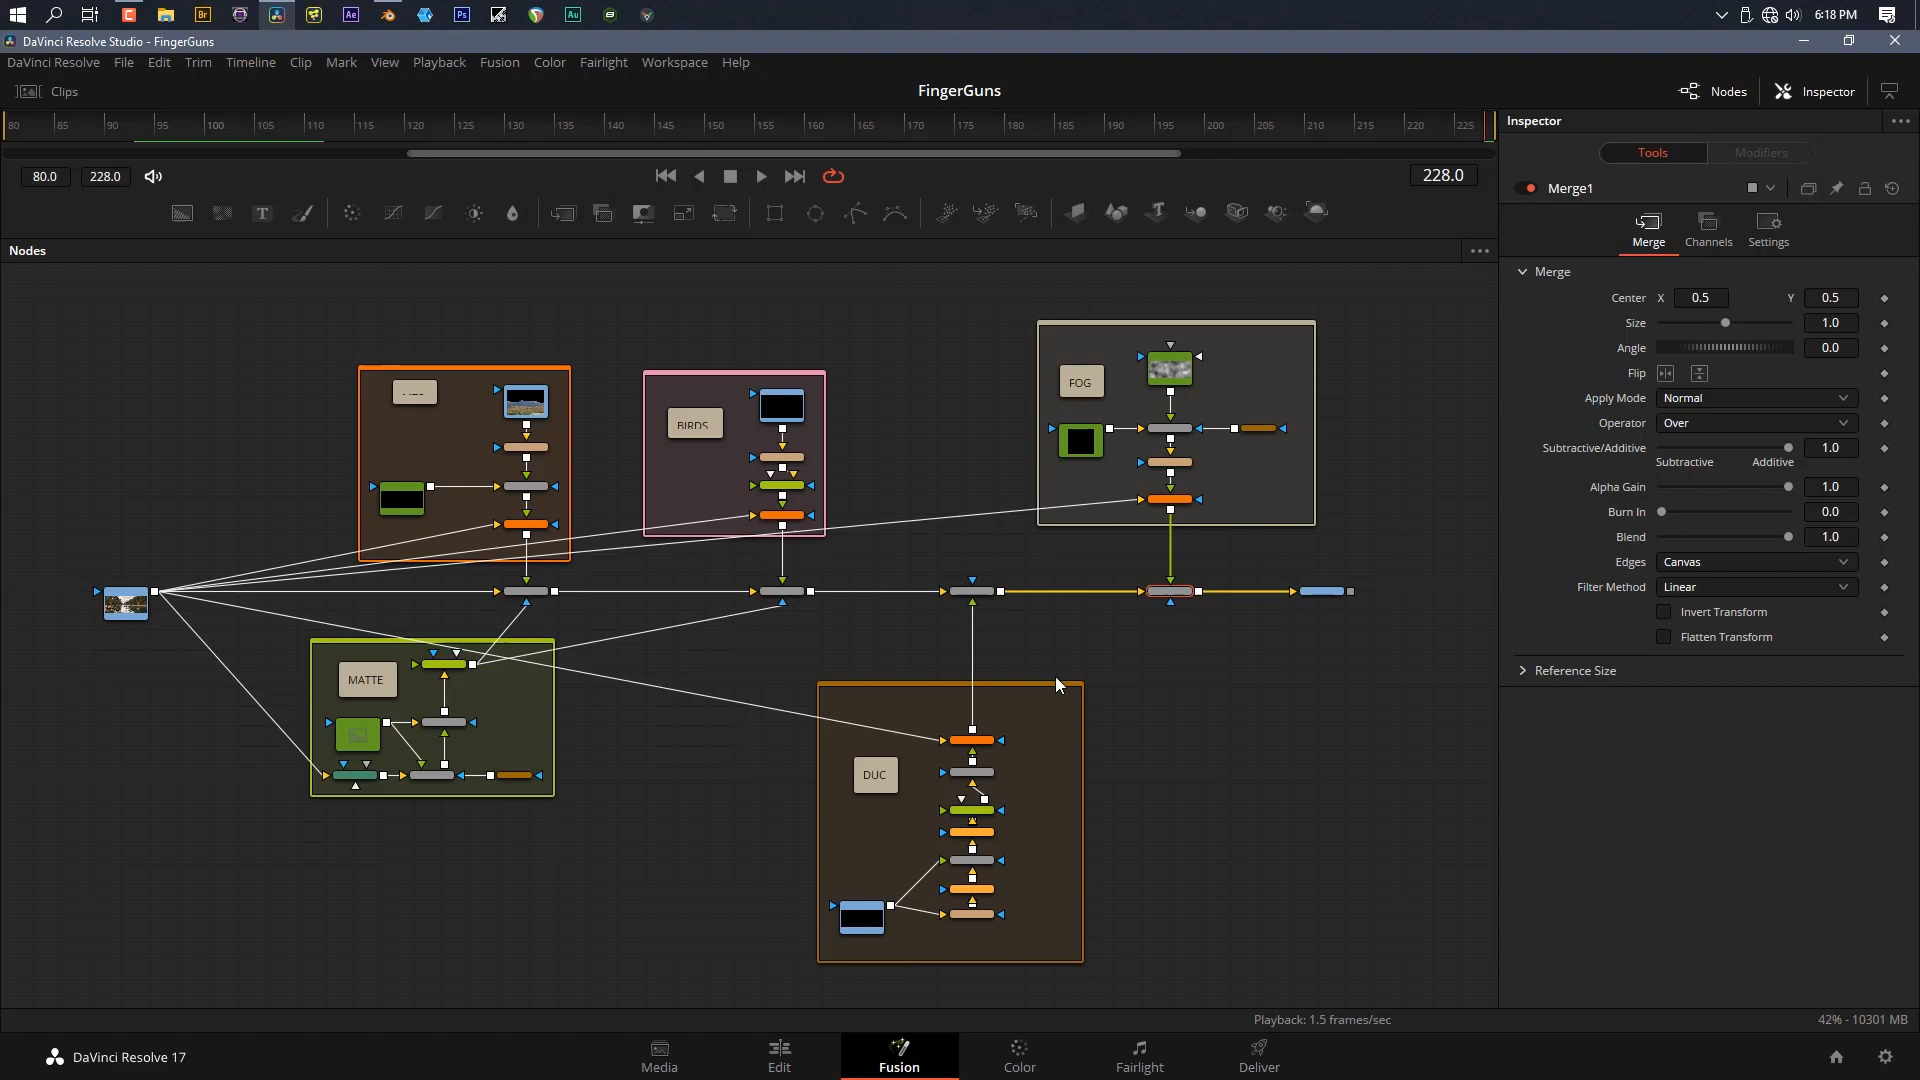 6:18 PM
DaVinci Resolve Studio - FingerGuns
DaVinci Resolve File Edit Trim Timeline Clip Mark View Playback Fusion Color Fairlight Workspace Help
Clips FingerGuns Nodes Inspector
80 85 90 95 100 105 110 115 120 125 130 135 140 145 150 155 160 165 170 175 180 185 190 195 200 205 210 215 220 225
Inspector
Tools Modifiers
80.0 228.0 228.0
Merge1
Merge Channels Settings
Nodes
Merge
Center X 0.5 Y 0.5
Size 1.0
Angle 0.0
Flip
Apply Mode Normal
Operator Over
Subtractive/Additive 1.0
Subtractive Additive
Alpha Gain 1.0
Burn In 0.0
Blend 1.0
Edges Canvas
Filter Method Linear
Invert Transform
Flatten Transform
Reference Size
FOG
BIRDS
MATTE
DUC
Playback: 1.5 frames/sec 42% - 10301 MB
DaVinci Resolve 17
Media Edit Fusion Color Fairlight Deliver